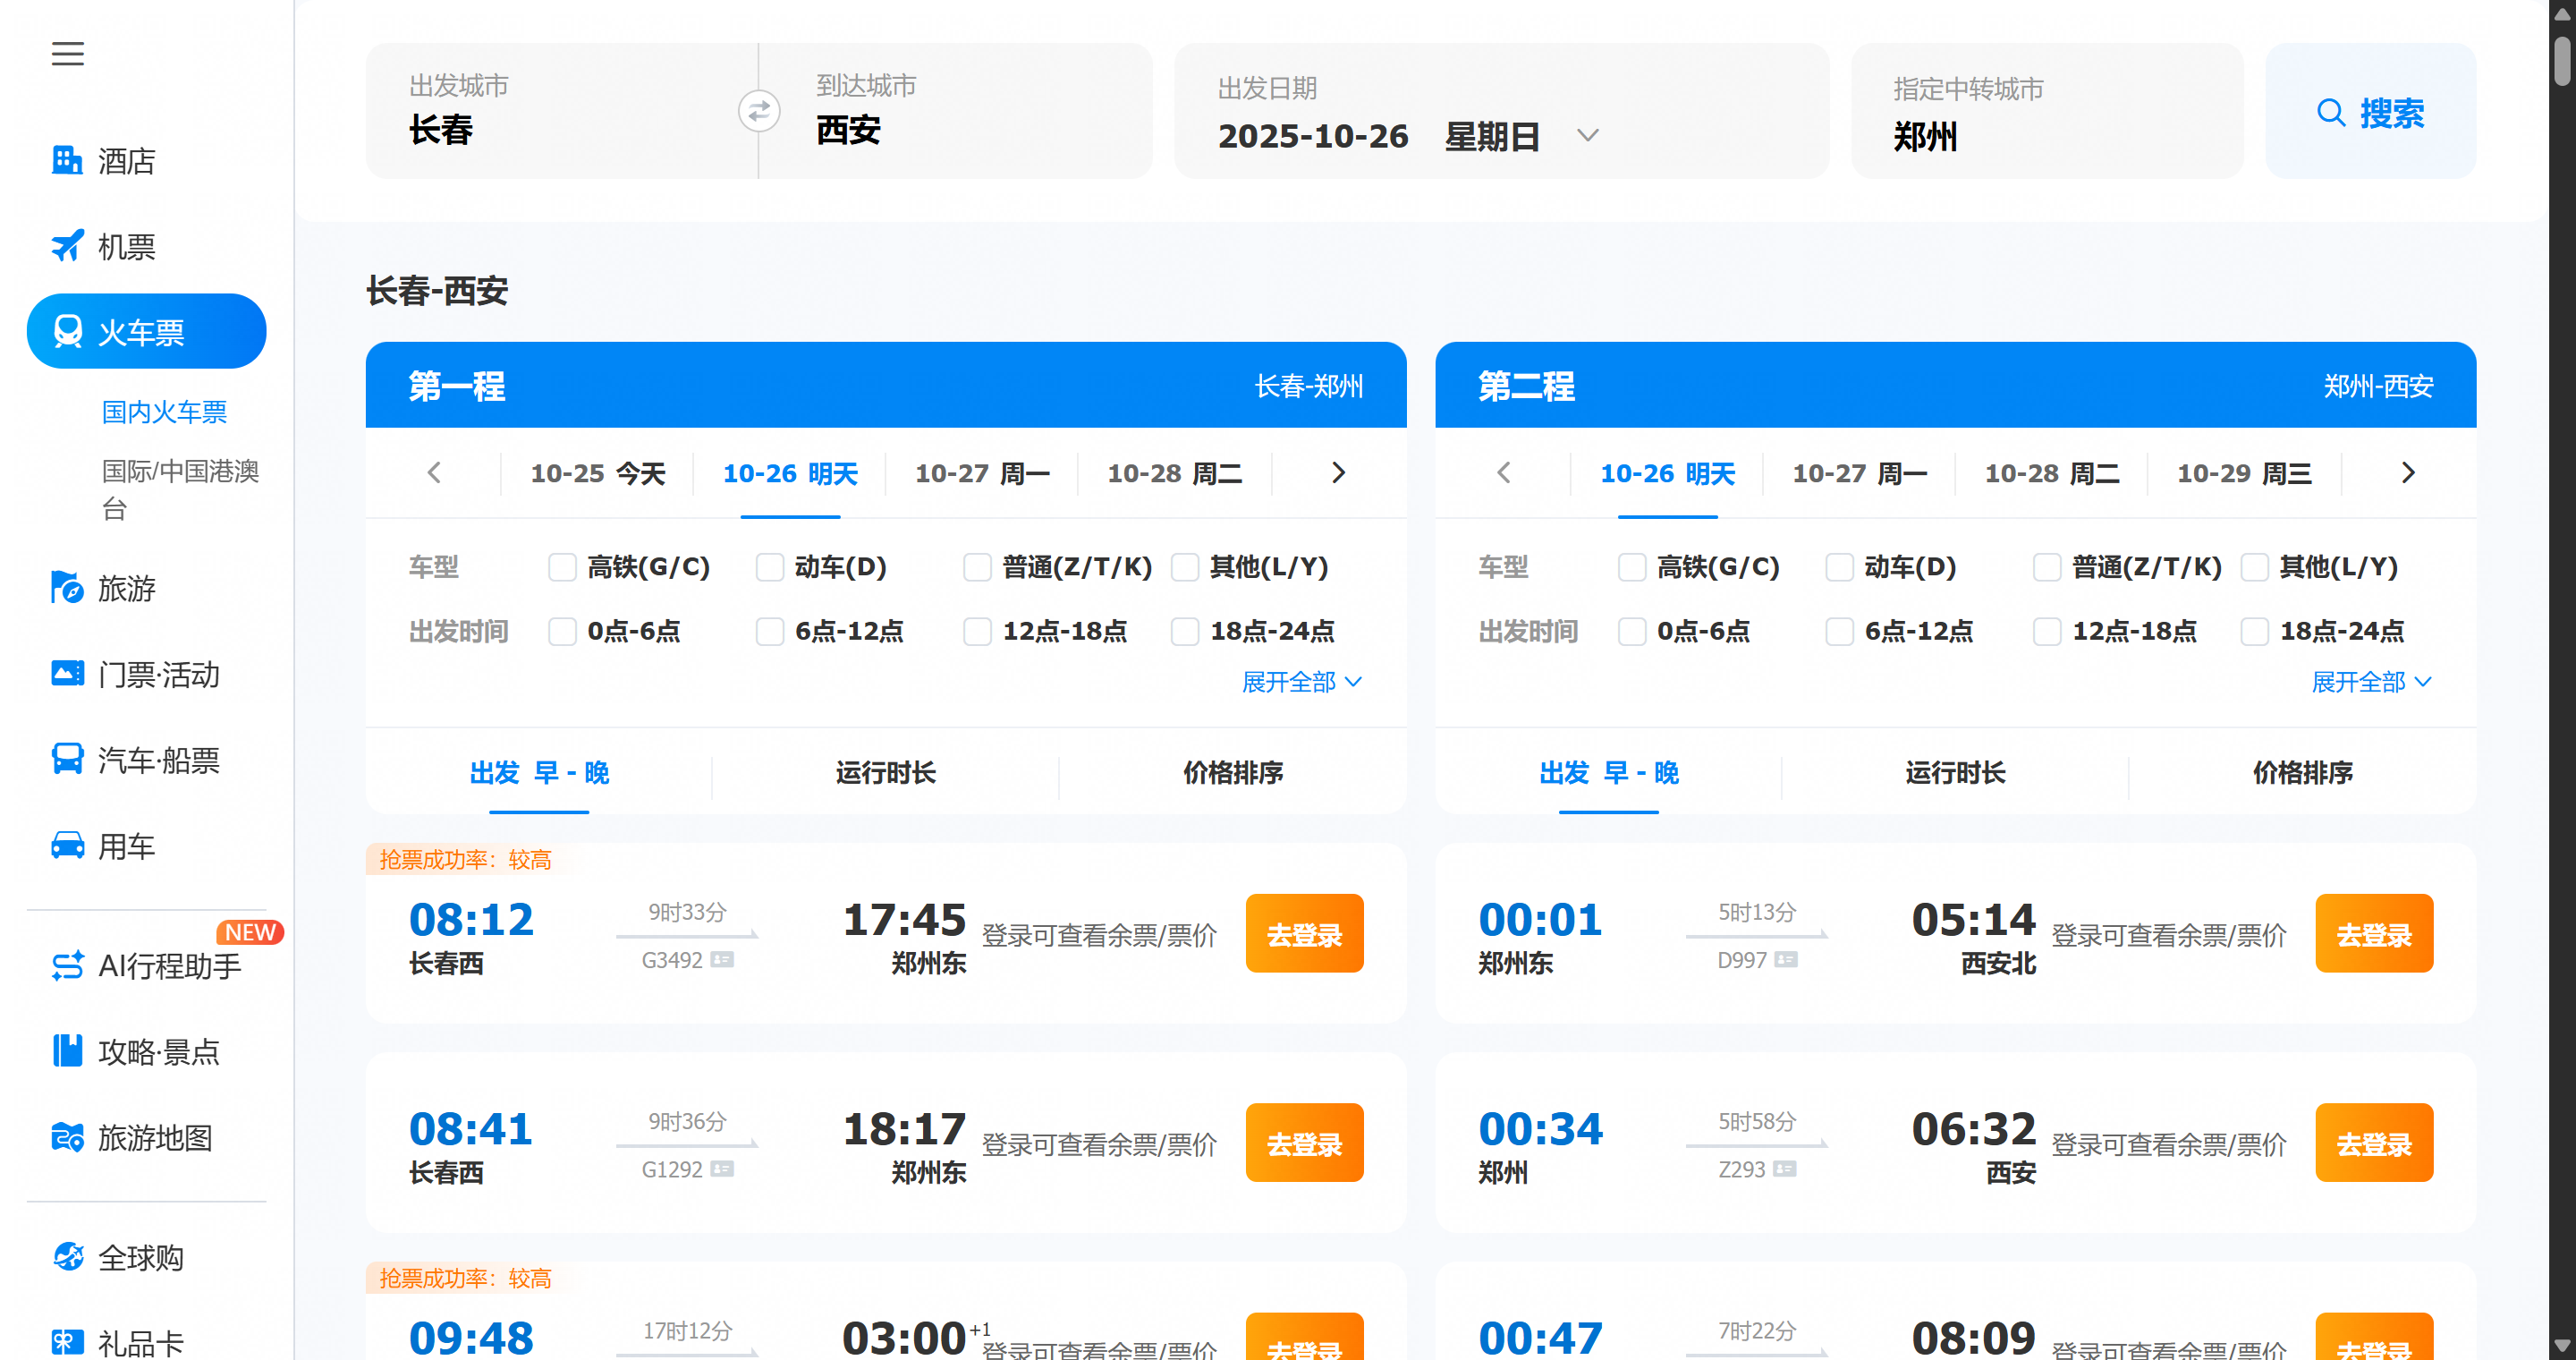 出发城市
长春
到达城市
西安
出发日期
2025-10-26 星期日
指定中转城市
郑州
搜索
酒店
机票
火车票
国内火车票
国际/中国港澳
台
旅游
门票·活动
汽车·船票
用车
NEW
AI行程助手
攻略·景点
旅游地图
全球购
礼品卡
长春-西安
第一程 长春-郑州
10-25 今天 10-26 明天 10-27 周一 10-28 周二
车型 高铁(G/C) 动车(D) 普通(Z/T/K) 其他(L/Y)
出发时间 0点-6点 6点-12点 12点-18点 18点-24点
展开全部
出发 早 - 晚 运行时长 价格排序
抢票成功率：较高
08:12 9时33分 17:45 登录可查看余票/票价 去登录
长春西 G3492 郑州东
08:41 9时36分 18:17 登录可查看余票/票价 去登录
长春西 G1292 郑州东
抢票成功率：较高
09:48 17时12分 03:00 +1 登录可查看余票/票价 去登录
第二程 郑州-西安
10-26 明天 10-27 周一 10-28 周二 10-29 周三
车型 高铁(G/C) 动车(D) 普通(Z/T/K) 其他(L/Y)
出发时间 0点-6点 6点-12点 12点-18点 18点-24点
展开全部
出发 早 - 晚 运行时长 价格排序
00:01 5时13分 05:14 登录可查看余票/票价 去登录
郑州东 D997 西安北
00:34 5时58分 06:32 登录可查看余票/票价 去登录
郑州 Z293 西安
00:47 7时22分 08:09 登录可查看余票/票价 去登录